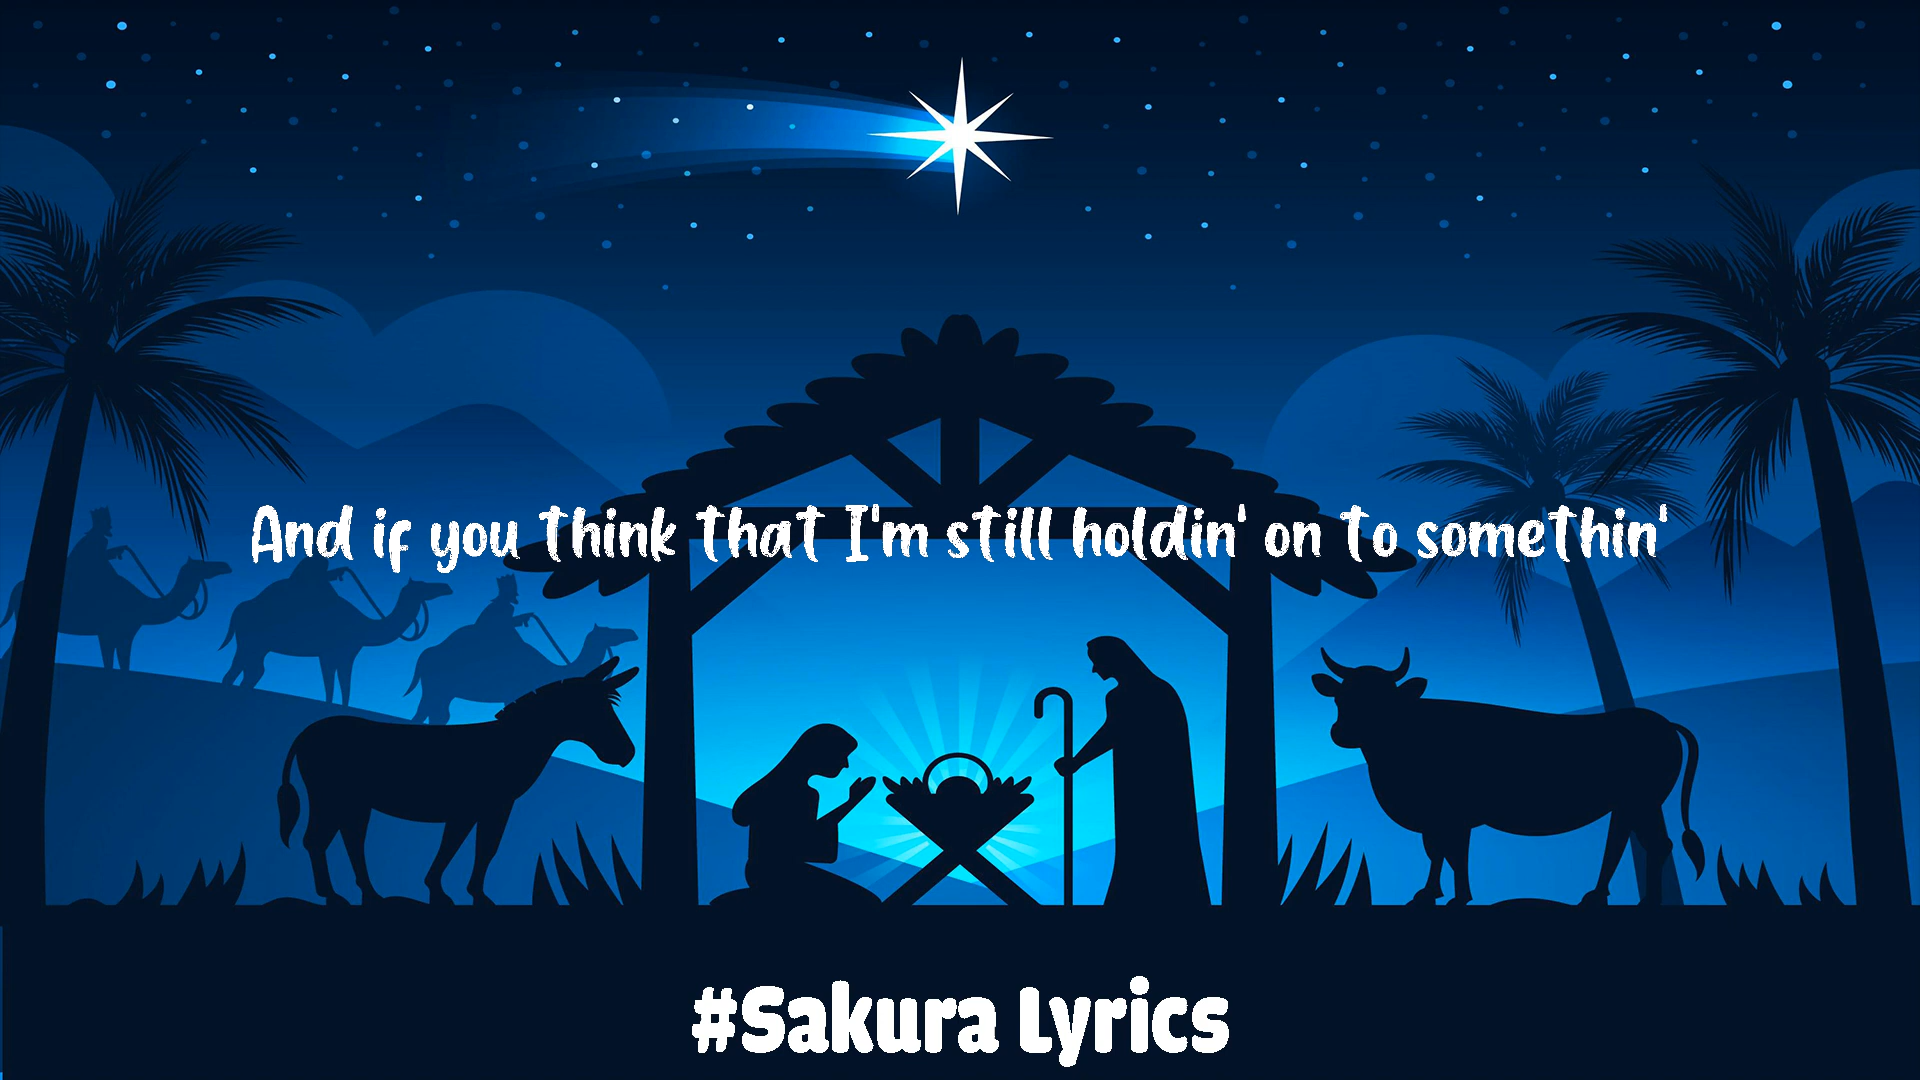 And if you think that I'm still holdin' on to somethin'
#Sakura Lyrics